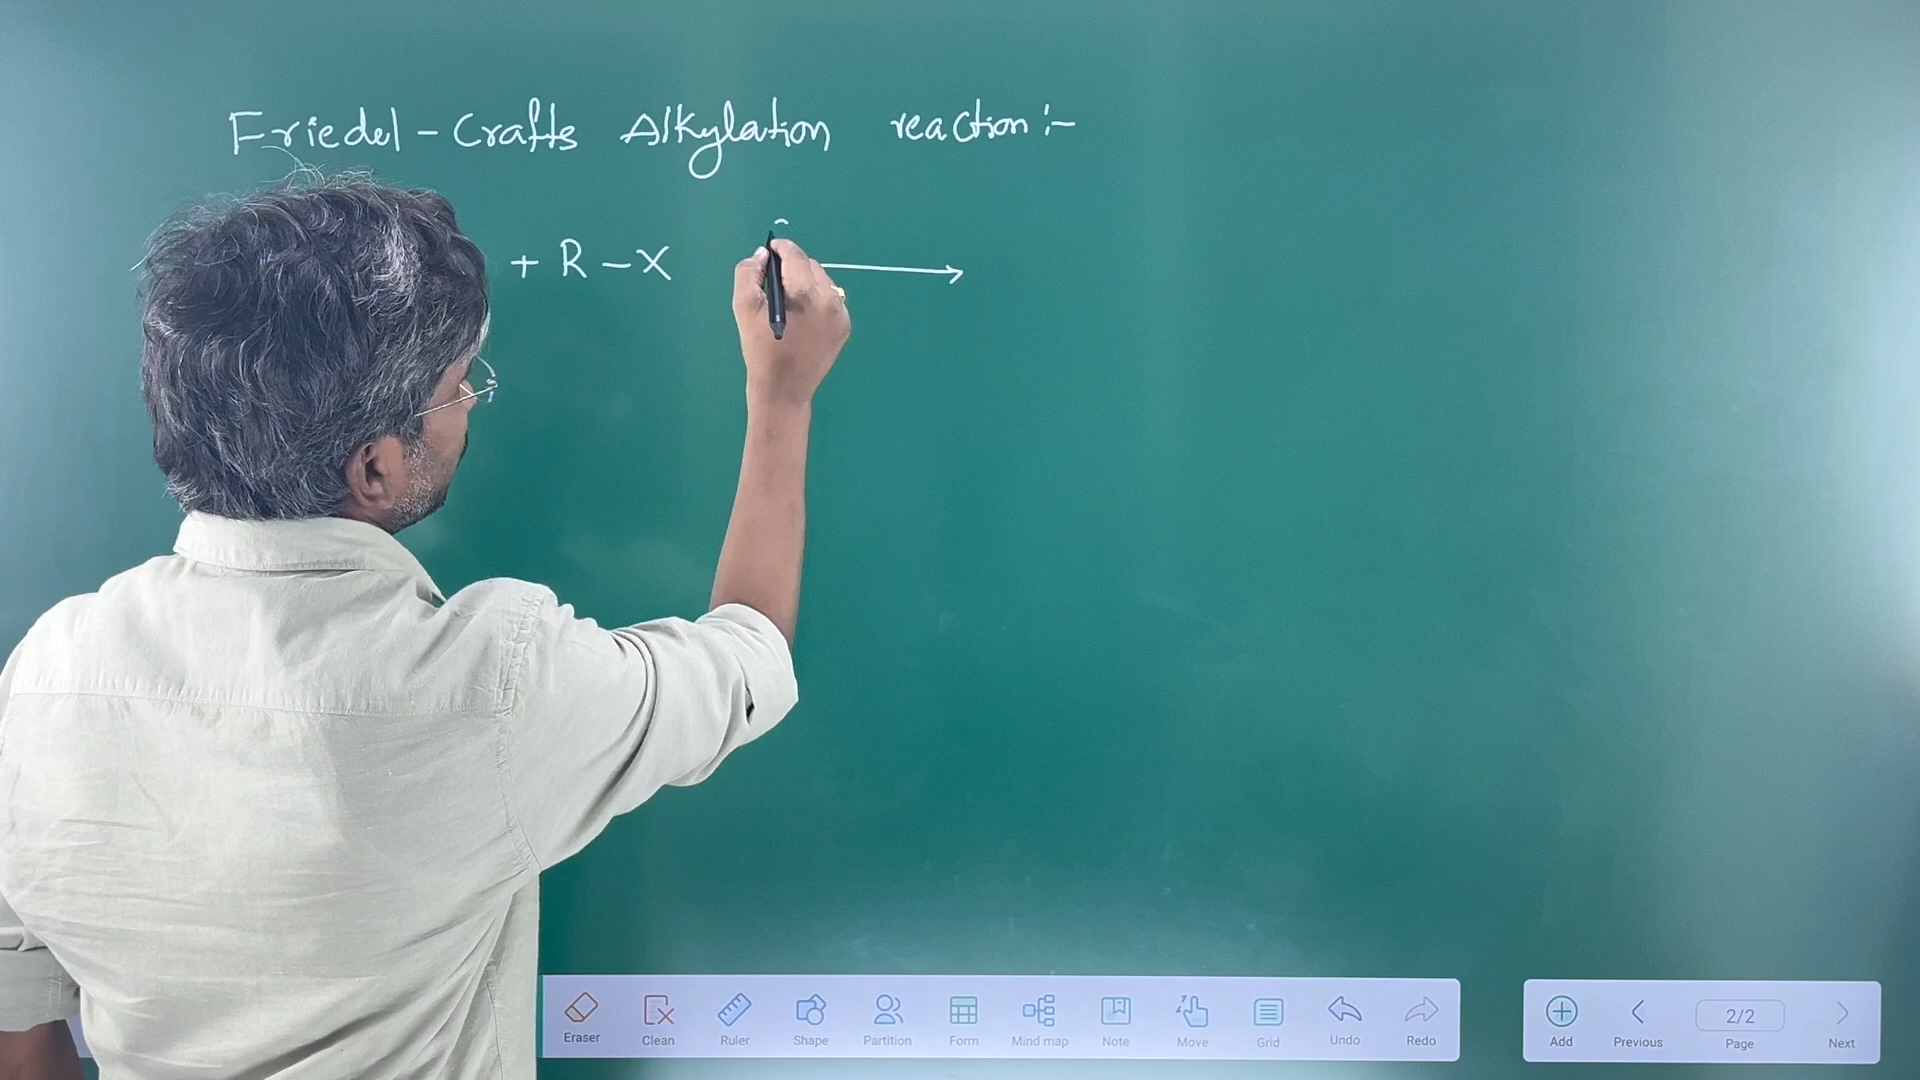 Friedel-Crafts Alkylation reaction:-
+ R-X →
Eraser Clean Ruler Shape Partition Form Mind map Note Move Grid Undo Redo
Add Previous 2/2 Page Next